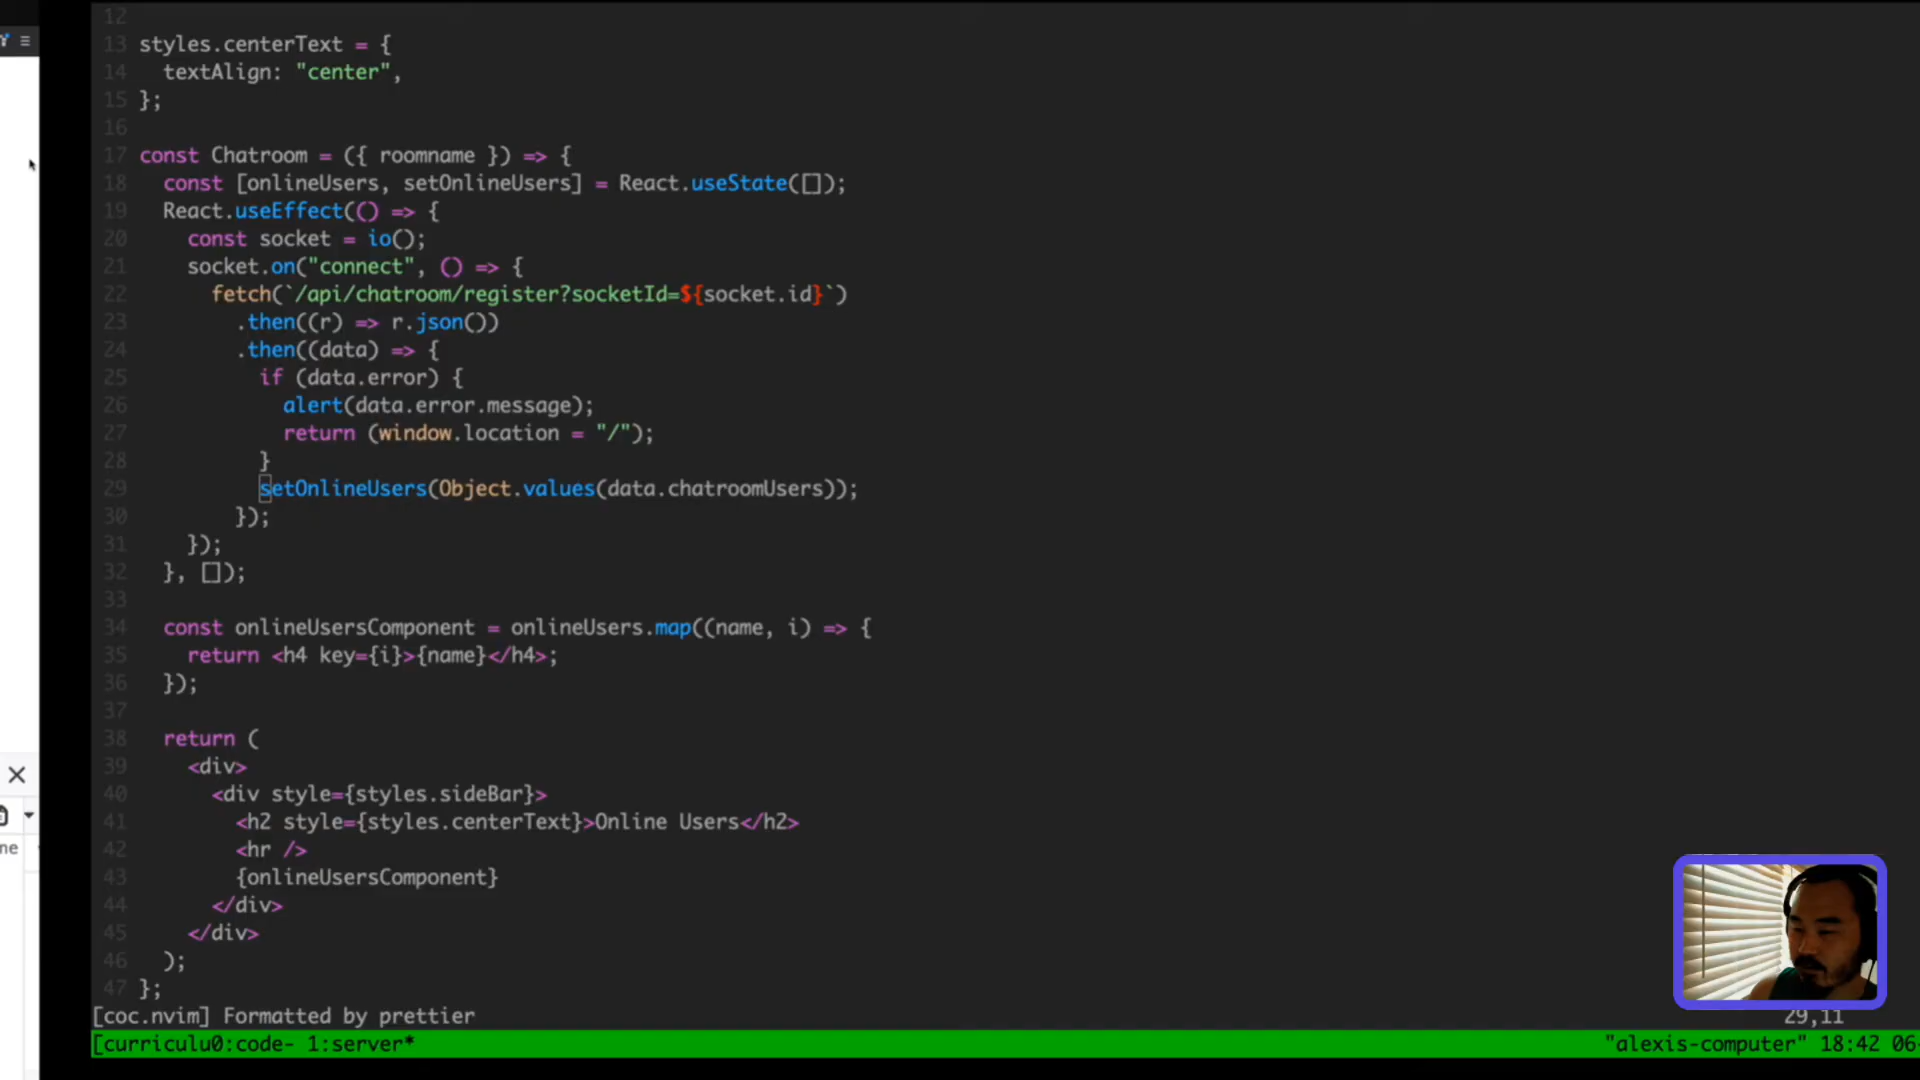 12
13 styles.centerText = {
14   textAlign: "center",
15 };
16
17 const Chatroom = ({ roomname }) => {
18   const [onlineUsers, setOnlineUsers] = React.useState([]);
19   React.useEffect(() => {
20     const socket = io();
21     socket.on("connect", () => {
22       fetch(`/api/chatroom/register?socketId=${socket.id}`)
23         .then((r) => r.json())
24         .then((data) => {
25           if (data.error) {
26             alert(data.error.message);
27             return (window.location = "/");
28           }
29           setOnlineUsers(Object.values(data.chatroomUsers));
30         });
31     });
32   }, []);
33
34   const onlineUsersComponent = onlineUsers.map((name, i) => {
35     return <h4 key={i}>{name}</h4>;
36   });
37
38   return (
39     <div>
40       <div style={styles.sideBar}>
41         <h2 style={styles.centerText}>Online Users</h2>
42         <hr />
43         {onlineUsersComponent}
44       </div>
45     </div>
46   );
47 };
ne
[coc.nvim] Formatted by prettier
29,11
[curriculu0:code- 1:server* "alexis-computer" 18:42 06-